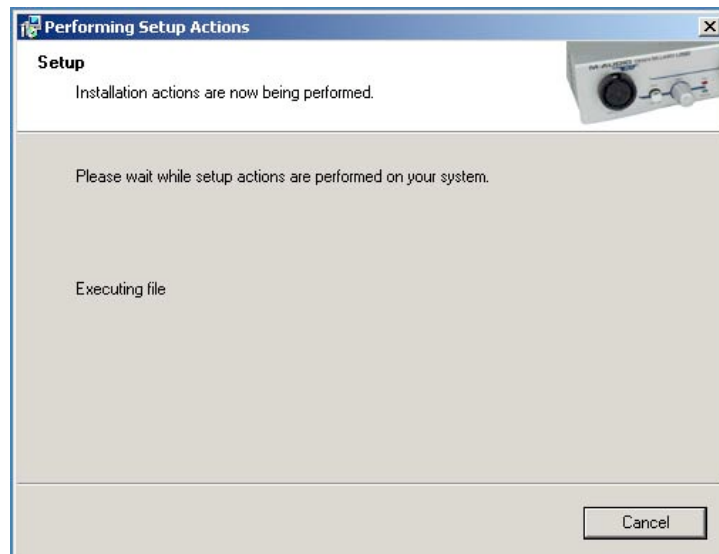 Performing Setup Actions
Setup
Installation actions are now being performed.
M-AUDIO
Please wait while setup actions are performed on your system.
Executing file
Cancel